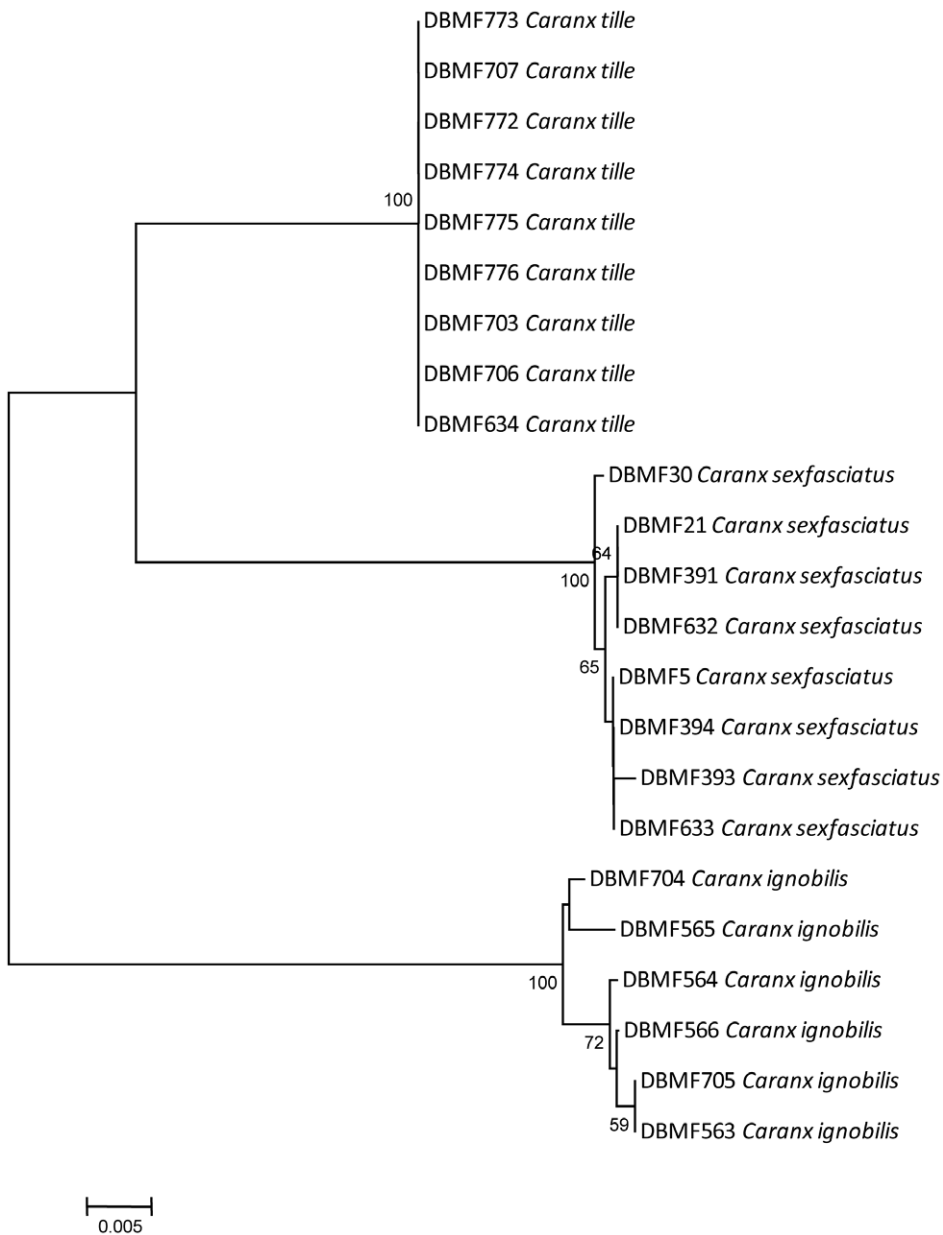 DBMF773 Caranx tille
DBMF707 Caranx tille
DBMF772 Caranx tille
DBMF774 Caranx tille
100
DBMF775 Caranx tille
DBMF776 Caranx tille
DBMF703 Caranx tille
DBMF706 Caranx tille
DBMF634 Caranx tille
DBMF30 Caranx sexfasciatus
DBMF21 Caranx sexfasciatus
64
DBMF391 Caranx sexfasciatus
100
DBMF632 Caranx sexfasciatus
65
DBMF5 Caranx sexfasciatus
DBMF394 Caranx sexfasciatus
DBMF393 Caranx sexfasciatus
DBMF633 Caranx sexfasciatus
DBMF704 Caranx ignobilis
DBMF565 Caranx ignobilis
100
DBMF564 Caranx ignobilis
DBMF566 Caranx ignobilis
72
DBMF705 Caranx ignobilis
59
DBMF563 Caranx ignobilis
0.005